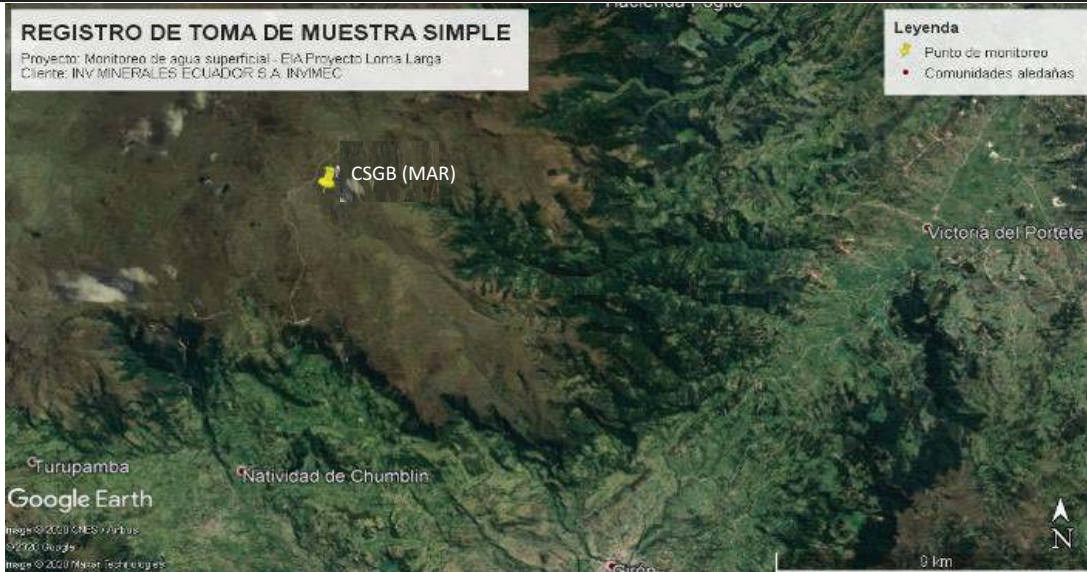 Hacienda Foglio
REGISTRO DE TOMA DE MUESTRA SIMPLE
Proyecto: Monitoreo de agua superficial - EIA Proyecto Loma Larga
Cliente: INV MINERALES ECUADOR S.A. INVIMEC
Leyenda
Punto de monitoreo
Comunidades aledañas
CSGB (MAR)
Victoria del Portete
Turupamba
Natividad de Chumblin
Google Earth
Image © 2020 CNES / Airbus
© 2020 Google
Image © 2020 Maxar Technologies
Girón
N
9 km